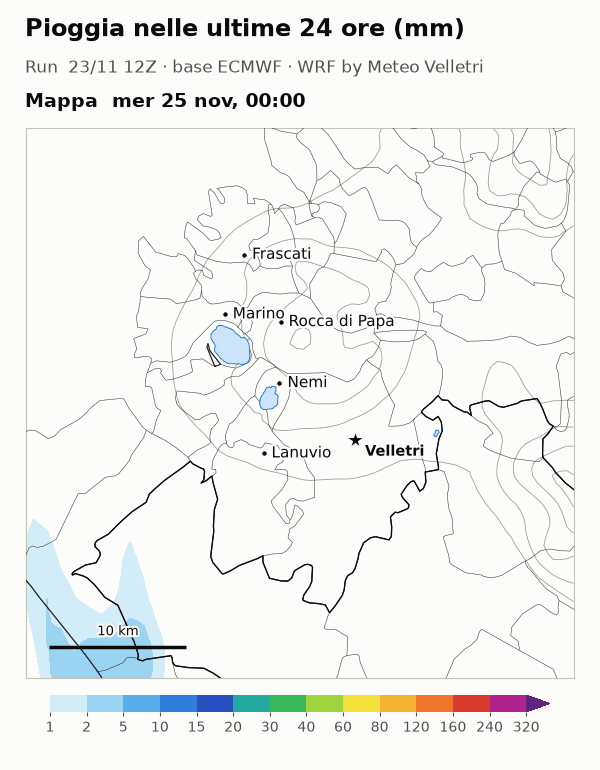 Pioggia nelle ultime 24 ore (mm)
Run  23/11 12Z · base ECMWF · WRF by Meteo Velletri
Mappa  mer 25 nov, 00:00
Frascati
Marino
Rocca di Papa
Nemi
Velletri
Lanuvio
10 km
1 2 5 10 15 20 30 40 60 80 120 160 240 320